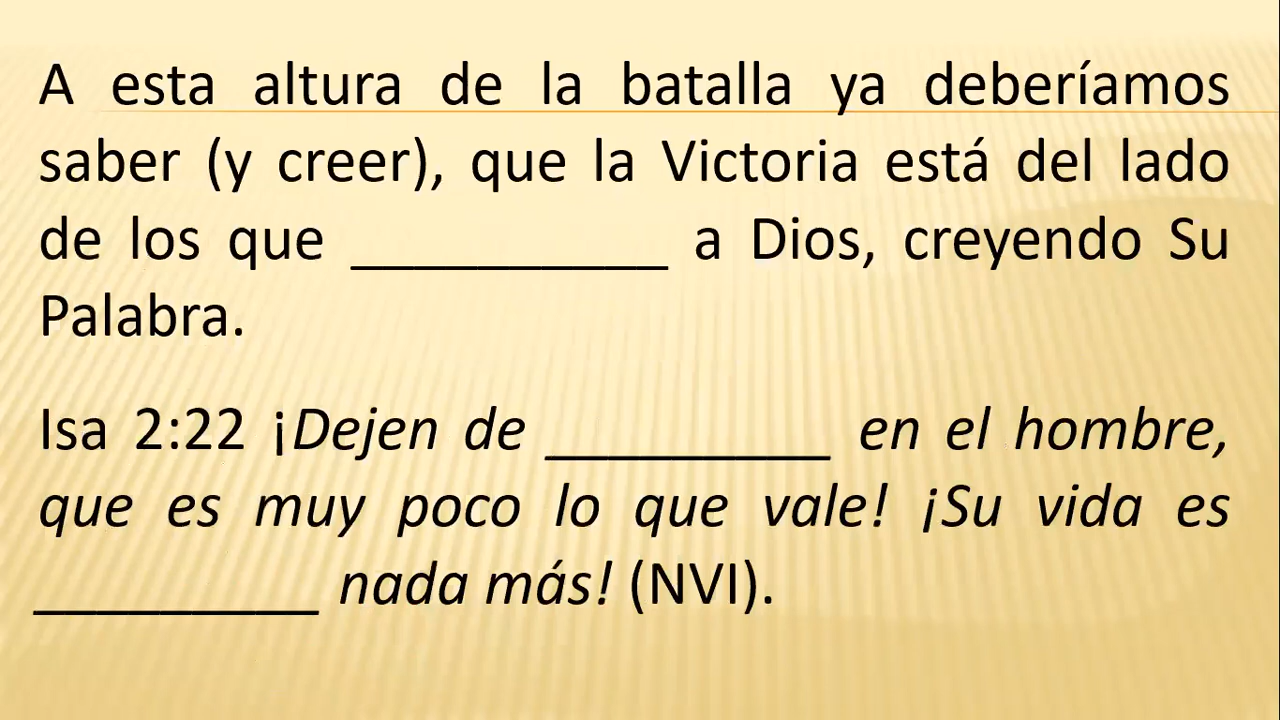 A esta altura de la batalla ya deberíamos
saber (y creer), que la Victoria está del lado
de los que __________ a Dios, creyendo Su
Palabra.
Isa 2:22 ¡Dejen de _________ en el hombre,
que es muy poco lo que vale! ¡Su vida es
_________ nada más! (NVI).